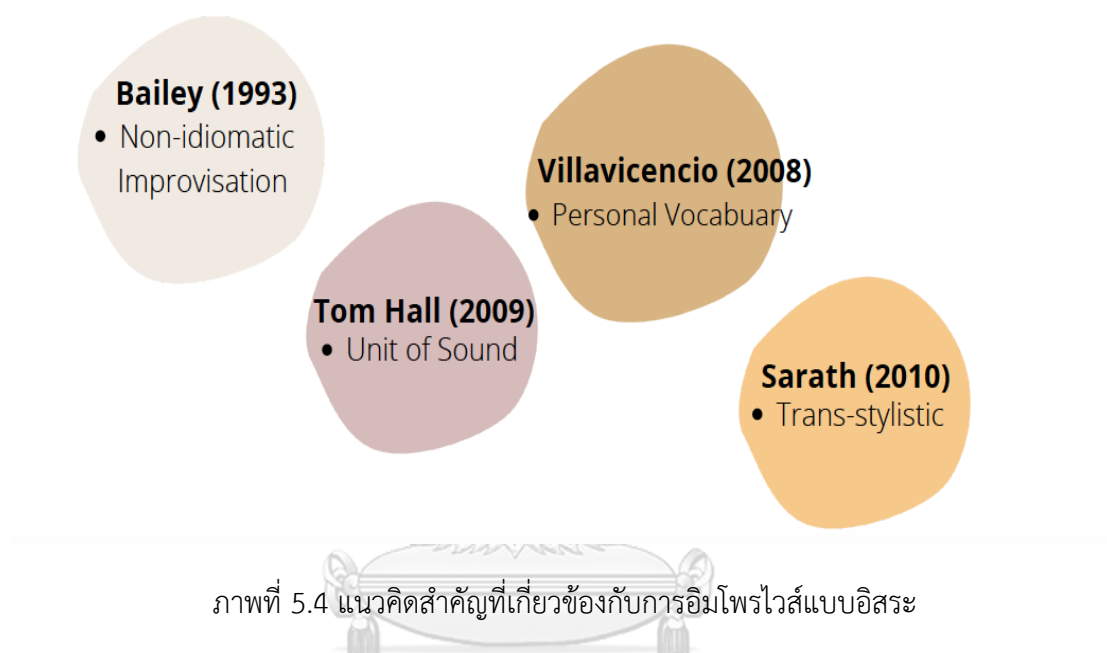 Bailey (1993)
• Non-idiomatic
Improvisation
Villavicencio (2008)
• Personal Vocabuary
Tom Hall (2009)
• Unit of Sound
Sarath (2010)
• Trans-stylistic
ภาพที่ 5.4 แนวคิดสำคัญที่เกี่ยวข้องกับการอิมโพรไวส์แบบอิสระ